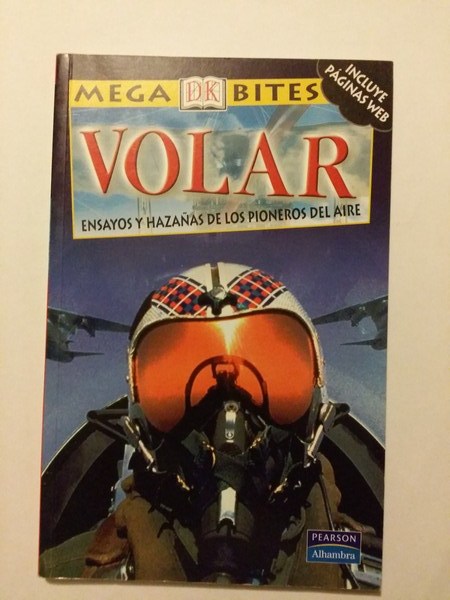 MEGA DK BITES
INCLUYE
PÁGINAS WEB
VOLAR
ENSAYOS Y HAZAÑAS DE LOS PIONEROS DEL AIRE
PEARSON
Alhambra